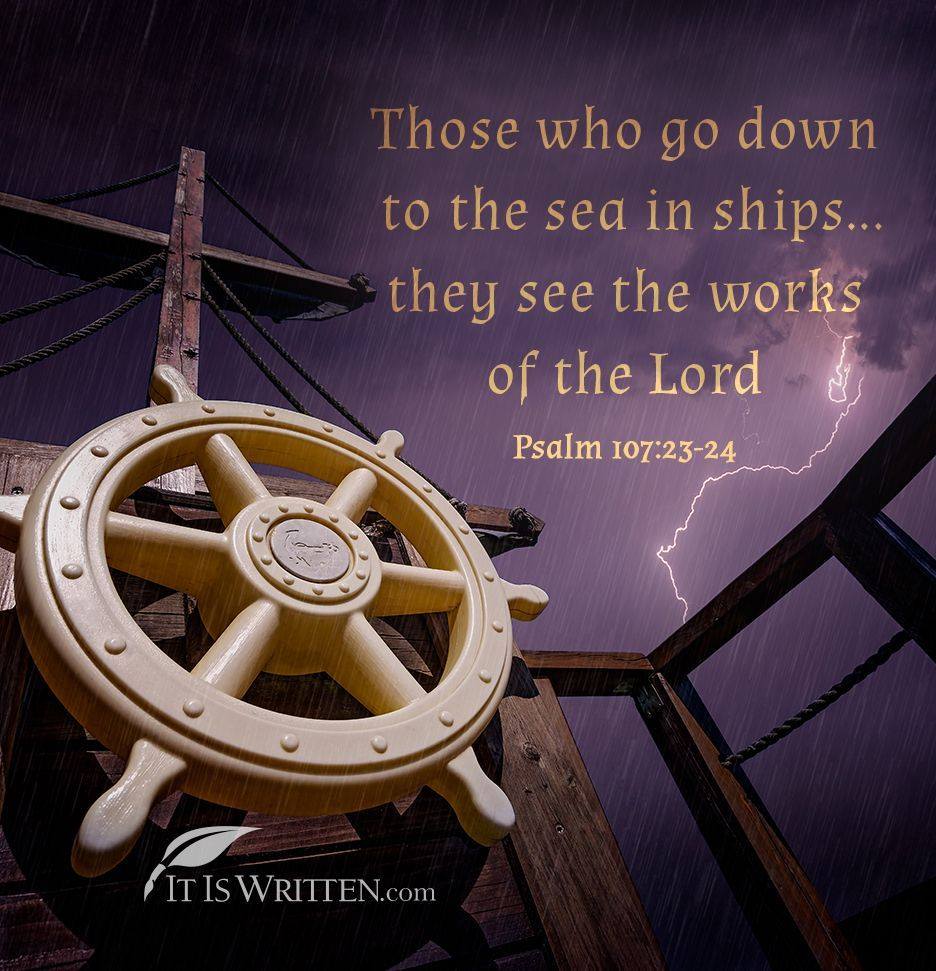 Those who go down
to the sea in ships...
they see the works
of the Lord
Psalm 107:23-24
IT IS WRITTEN.com